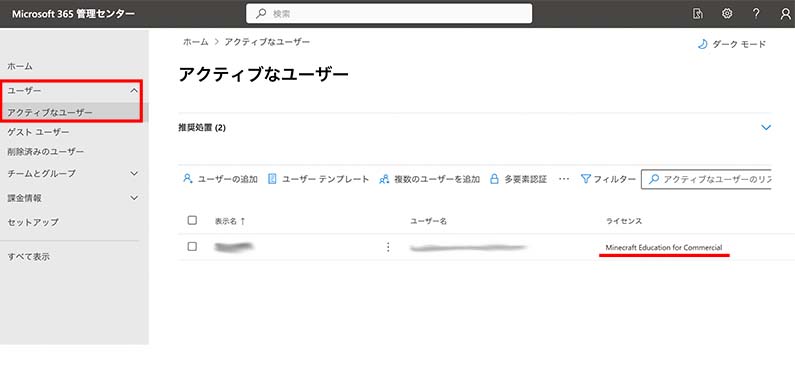 Microsoft 365 管理センター
検索
ホーム > アクティブなユーザー
ダーク モード
ホーム
ユーザー
アクティブなユーザー
ゲスト ユーザー
削除済みのユーザー
チームとグループ
課金情報
セットアップ
すべて表示
アクティブなユーザー
推奨処置 (2)
ユーザーの追加 ユーザー テンプレート 複数のユーザーを追加 多要素認証 ··· フィルター アクティブなユーザーのリス
表示名 ↑ ユーザー名 ライセンス
Minecraft Education for Commercial